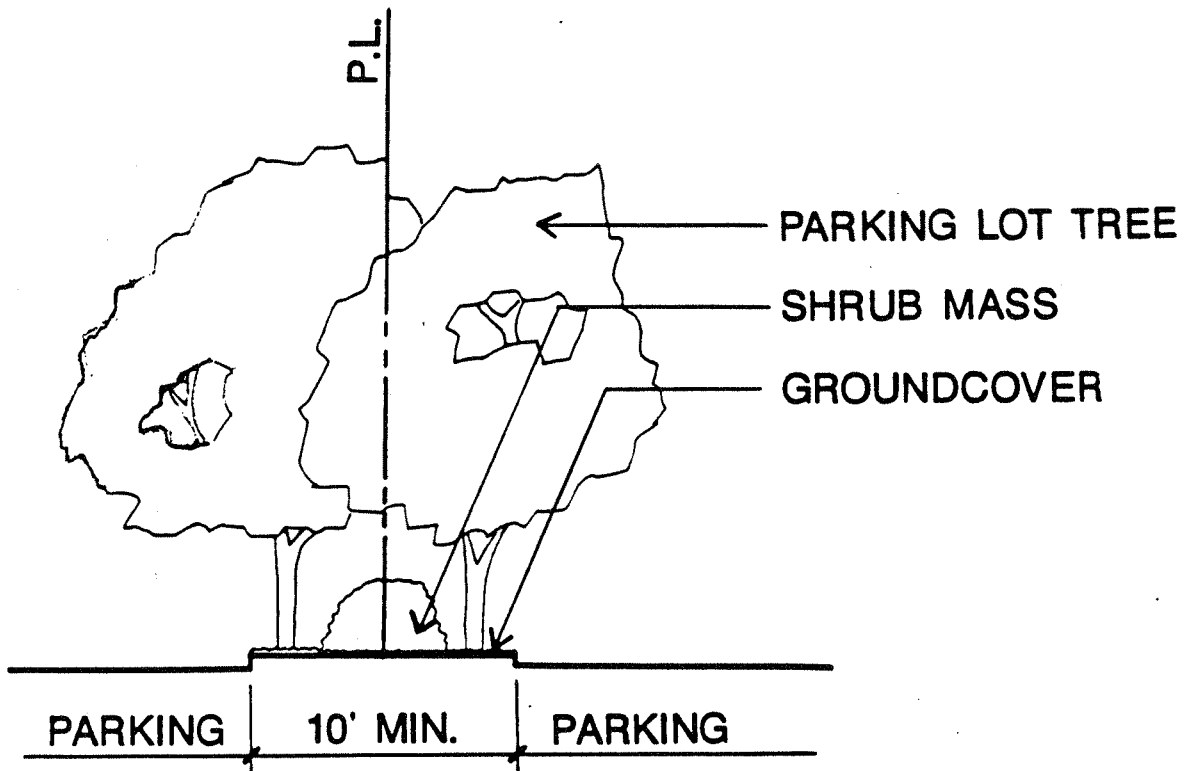 P.L.
PARKING LOT TREE
SHRUB MASS
GROUNDCOVER
PARKING
10' MIN.
PARKING